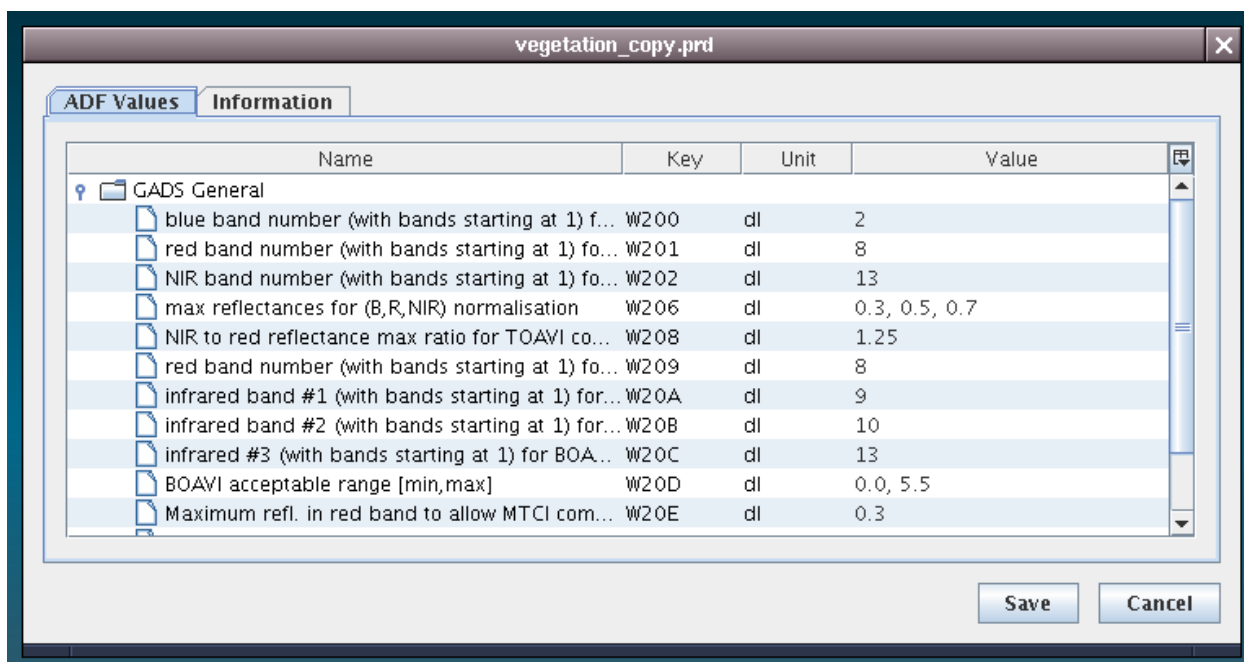 vegetation_copy.prd
ADF Values Information
Name Key Unit Value
GADS General
blue band number (with bands starting at 1) f... W200 dl 2
red band number (with bands starting at 1) fo... W201 dl 8
NIR band number (with bands starting at 1) fo... W202 dl 13
max reflectances for (B,R,NIR) normalisation W206 dl 0.3, 0.5, 0.7
NIR to red reflectance max ratio for TOAVI co... W208 dl 1.25
red band number (with bands starting at 1) fo... W209 dl 8
infrared band #1 (with bands starting at 1) for... W20A dl 9
infrared band #2 (with bands starting at 1) for... W20B dl 10
infrared #3 (with bands starting at 1) for BOA... W20C dl 13
BOAVI acceptable range [min,max] W20D dl 0.0, 5.5
Maximum refl. in red band to allow MTCI com... W20E dl 0.3
Save Cancel